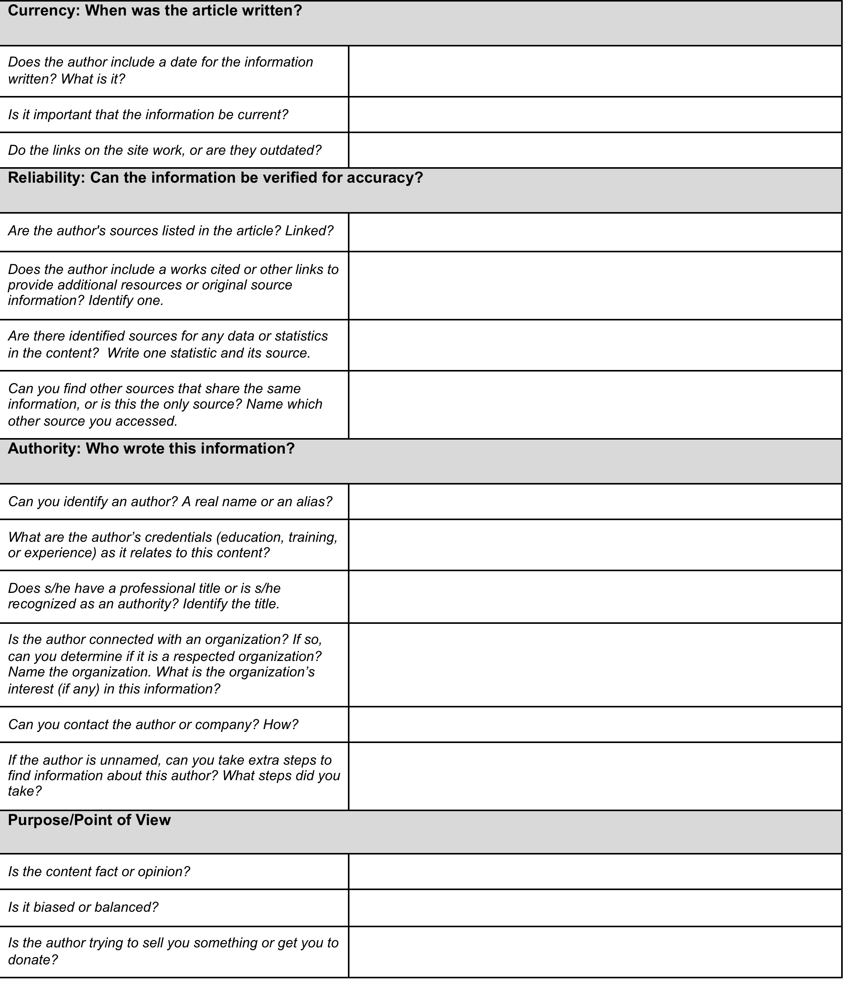 Currency: When was the article written?
Does the author include a date for the information
written? What is it?
Is it important that the information be current?
Do the links on the site work, or are they outdated?
Reliability: Can the information be verified for accuracy?
Are the author's sources listed in the article? Linked?
Does the author include a works cited or other links to
provide additional resources or original source
information? Identify one.
Are there identified sources for any data or statistics
in the content?  Write one statistic and its source.
Can you find other sources that share the same
information, or is this the only source? Name which
other source you accessed.
Authority: Who wrote this information?
Can you identify an author? A real name or an alias?
What are the author’s credentials (education, training,
or experience) as it relates to this content?
Does s/he have a professional title or is s/he
recognized as an authority? Identify the title.
Is the author connected with an organization? If so,
can you determine if it is a respected organization?
Name the organization. What is the organization’s
interest (if any) in this information?
Can you contact the author or company? How?
If the author is unnamed, can you take extra steps to
find information about this author? What steps did you
take?
Purpose/Point of View
Is the content fact or opinion?
Is it biased or balanced?
Is the author trying to sell you something or get you to
donate?